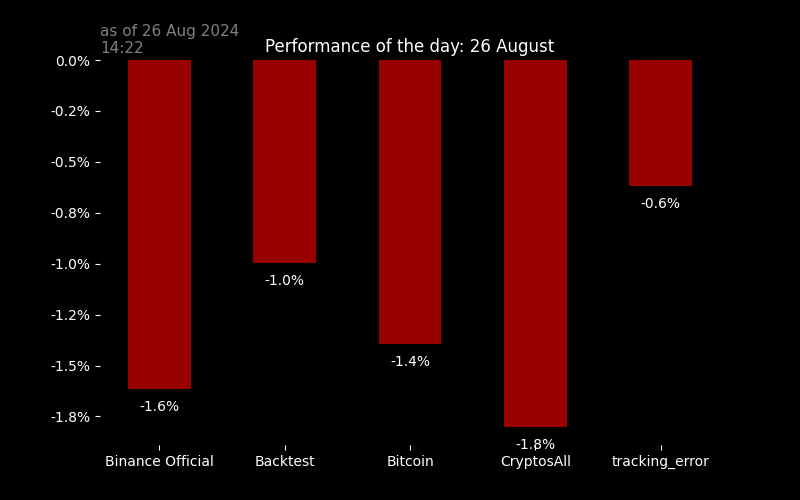 as of 26 Aug 2024
14:22
Performance of the day: 26 August
0.0%
-0.2%
-0.5%
-0.8%
-1.0%
-1.2%
-1.5%
-1.8%
-1.6%
-1.0%
-1.4%
-1.8%
-0.6%
Binance Official
Backtest
Bitcoin
CryptosAll
tracking_error